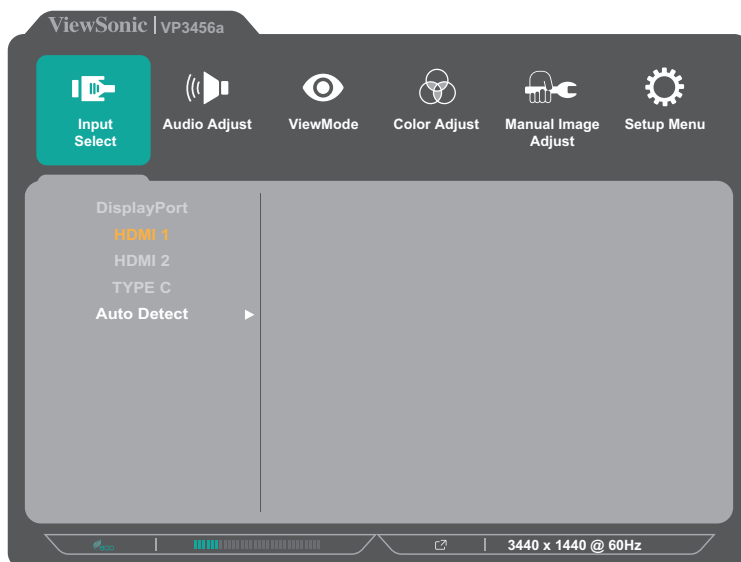 ViewSonic | VP3456a
Input
Select
Audio Adjust
ViewMode
Color Adjust
Manual Image
Adjust
Setup Menu
DisplayPort
HDMI 1
HDMI 2
TYPE C
Auto Detect
3440 x 1440 @ 60Hz